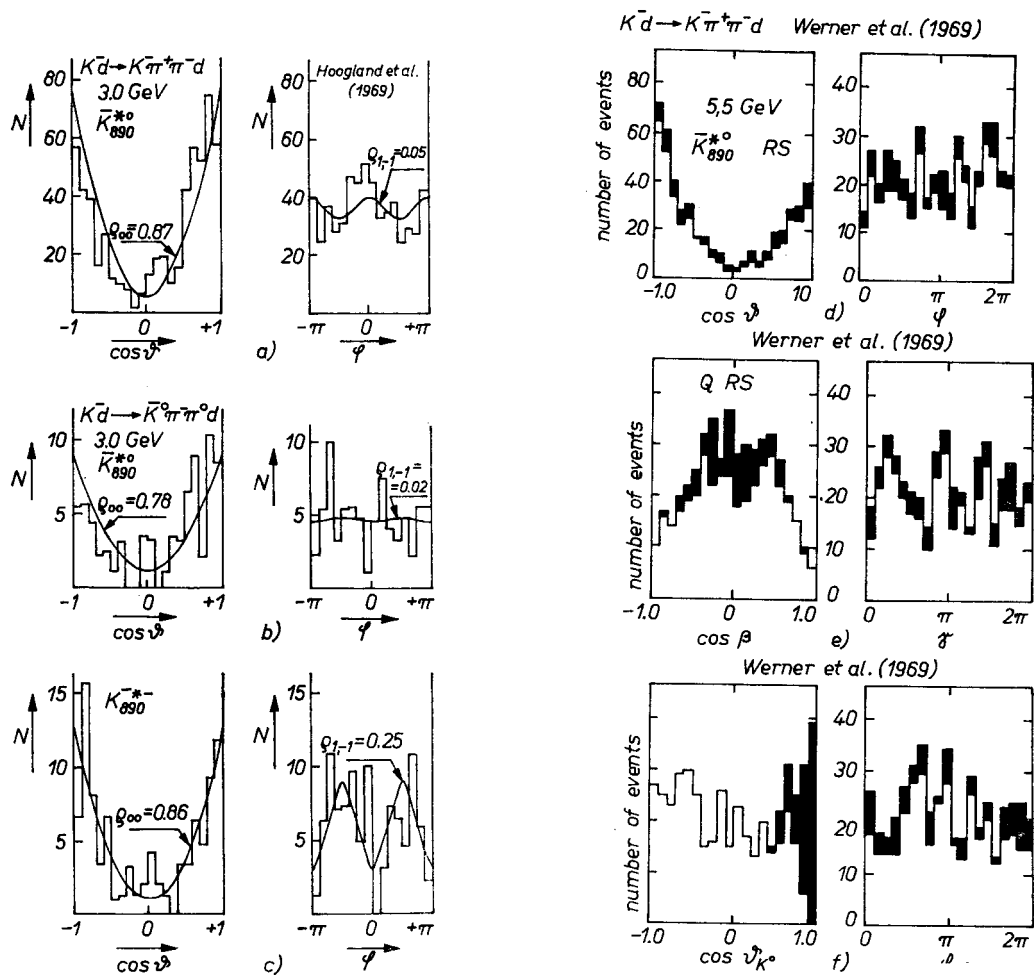 K⁻d → K⁻π⁺π⁻d
3.0 GeV
K̄*⁰₈₉₀
N
80
60
40
20
ρ₀₀=0.87
-1 0 +1
cos ϑ
Hoogland et al.
(1969)
ρ₁,₋₁=0.05
80
60
40
20
-π 0 +π
φ
a)
K⁻d → K̄⁰π⁻π⁰d
3.0 GeV
K̄*⁰₈₉₀
N
10
5
ρ₀₀=0.78
-1 0 +1
cos ϑ
10
5
ρ₁,₋₁=
=0.02
-π 0 +π
φ
b)
K⁻*⁻₈₉₀
N
15
10
5
ρ₀₀=0.86
-1 0 +1
cos ϑ
15
10
5
ρ₁,₋₁=0.25
-π 0 +π
φ
c)
K⁻d → K⁻π⁺π⁻d Werner et al. (1969)
number of events
80
60
40
20
0
5,5 GeV
K̄*⁰₈₉₀ RS
-1.0 0 10
cos ϑ
40
30
20
10
0
0 π 2π
d) φ
Werner et al. (1969)
number of events
Q RS
-1.0 0 1.0
cos β
40
30
20
10
0
0 π 2π
e) γ
Werner et al. (1969)
number of events
-1.0 0 1.0
cos ϑ_K⁰
40
30
20
10
0
0 π 2π
f)